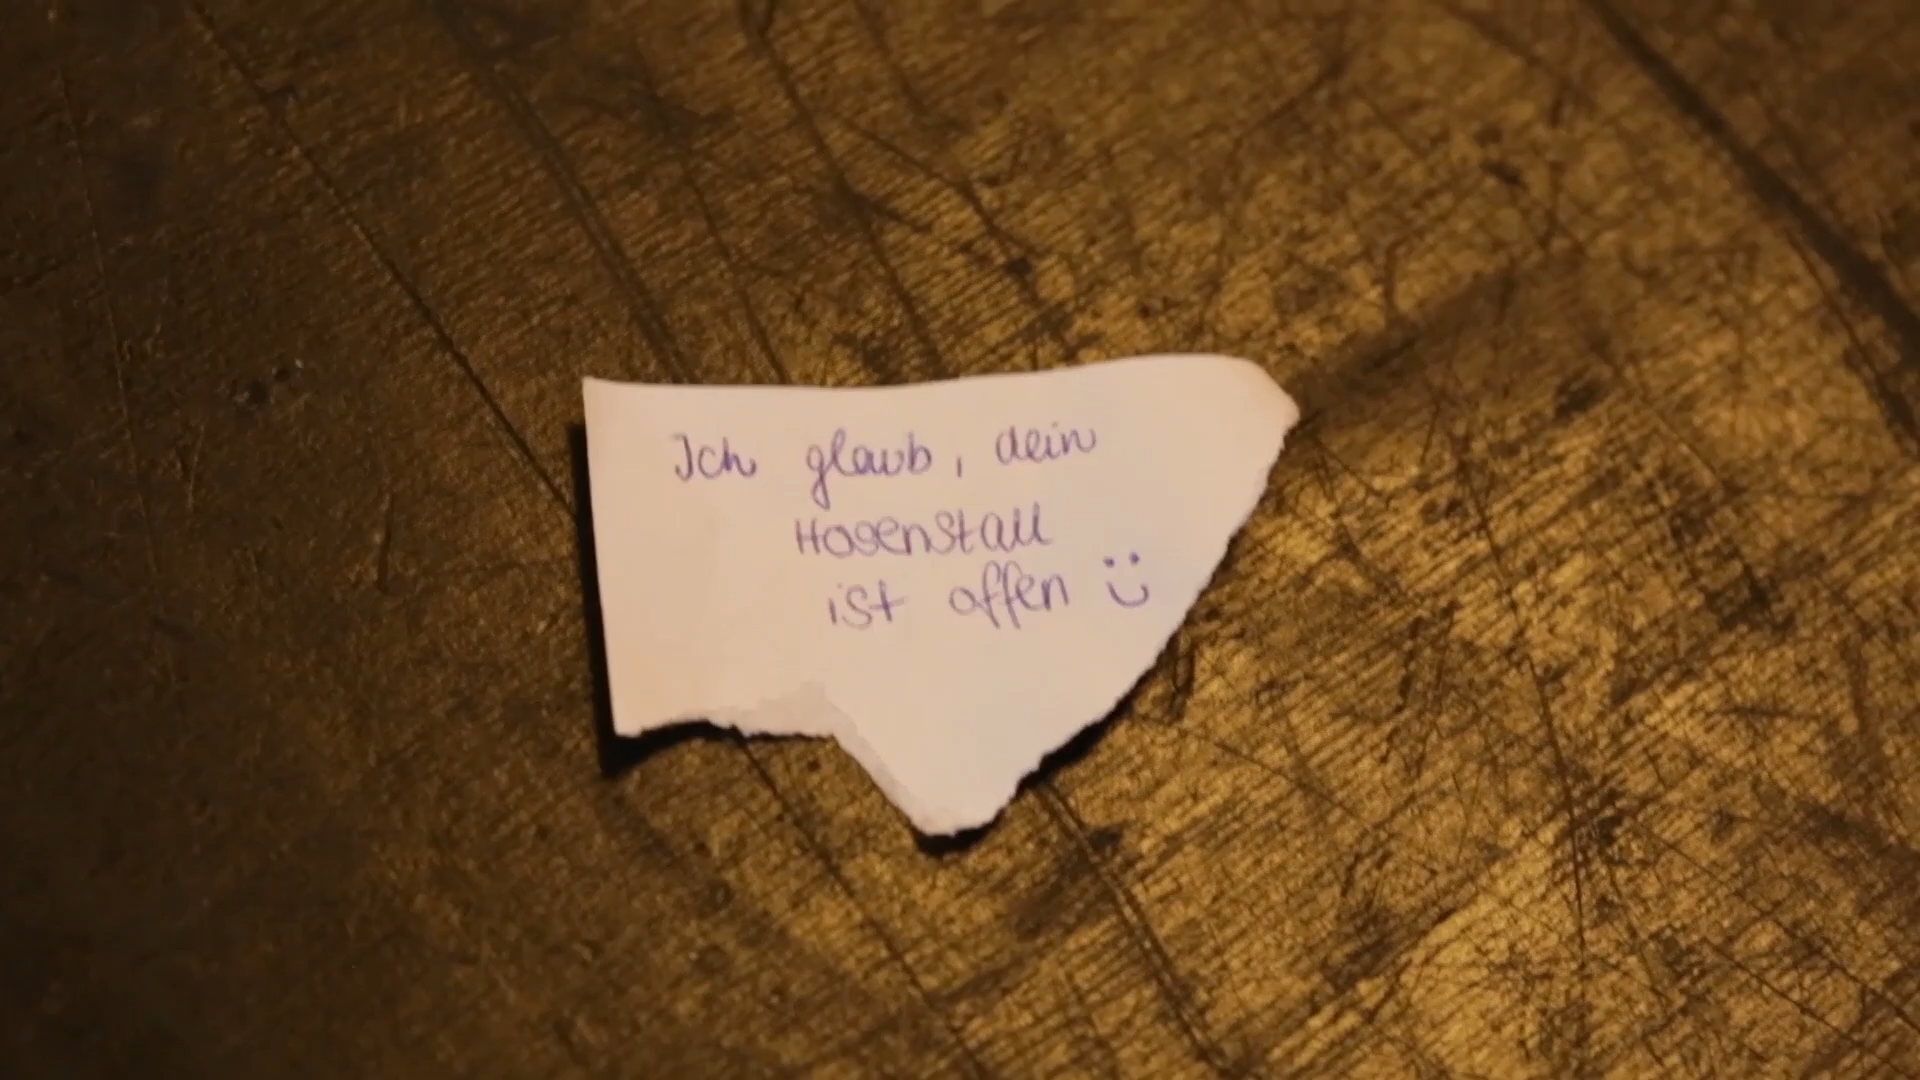 Ich glaub, dein
Hosenstall
ist offen :)